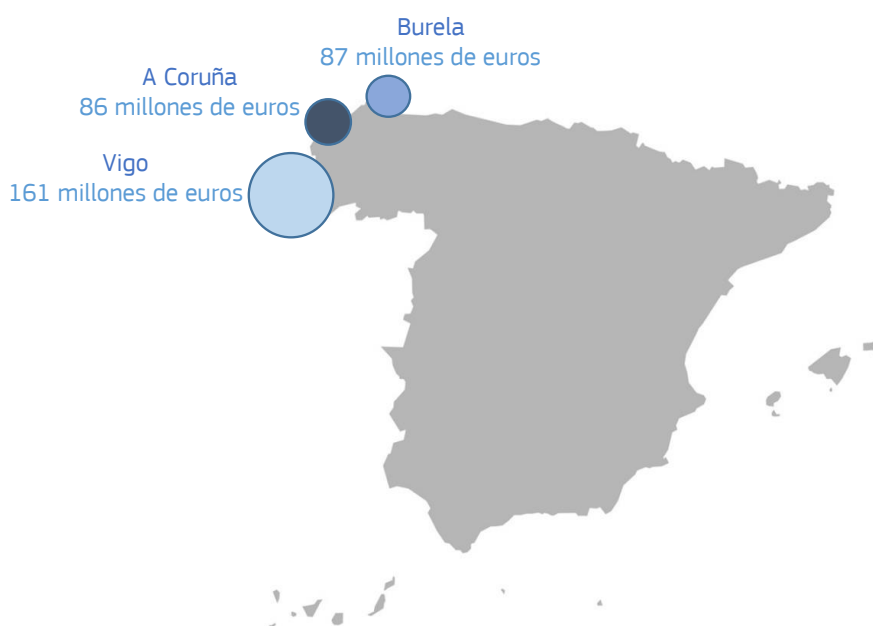 Burela
87 millones de euros
A Coruña
86 millones de euros
Vigo
161 millones de euros